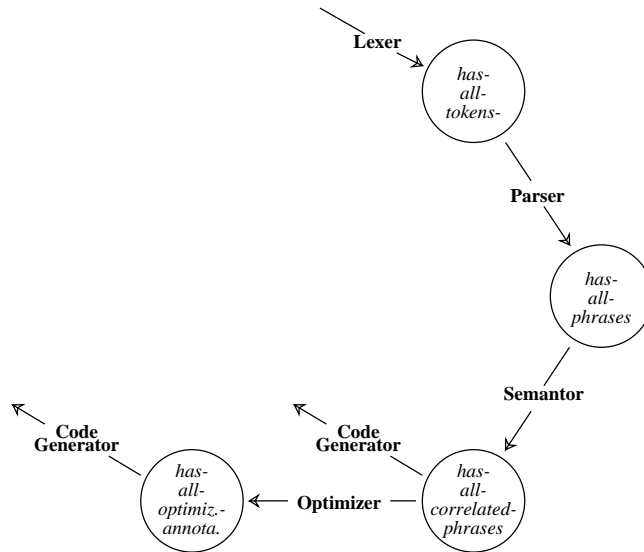 Lexer
has-
all-
tokens-
Parser
has-
all-
phrases
Semantor
Code
Generator
has-
all-
optimiz.-
annota.
Optimizer
Code
Generator
has-
all-
correlated-
phrases